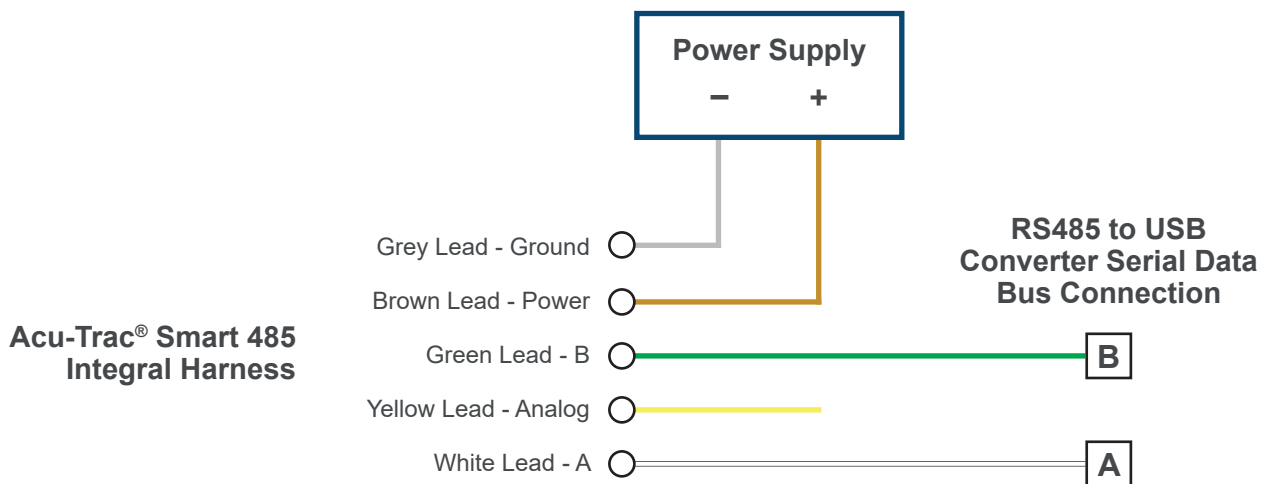 Power Supply
− +
Grey Lead - Ground
Brown Lead - Power
Green Lead - B
Yellow Lead - Analog
White Lead - A
Acu-Trac® Smart 485
Integral Harness
RS485 to USB
Converter Serial Data
Bus Connection
B
A